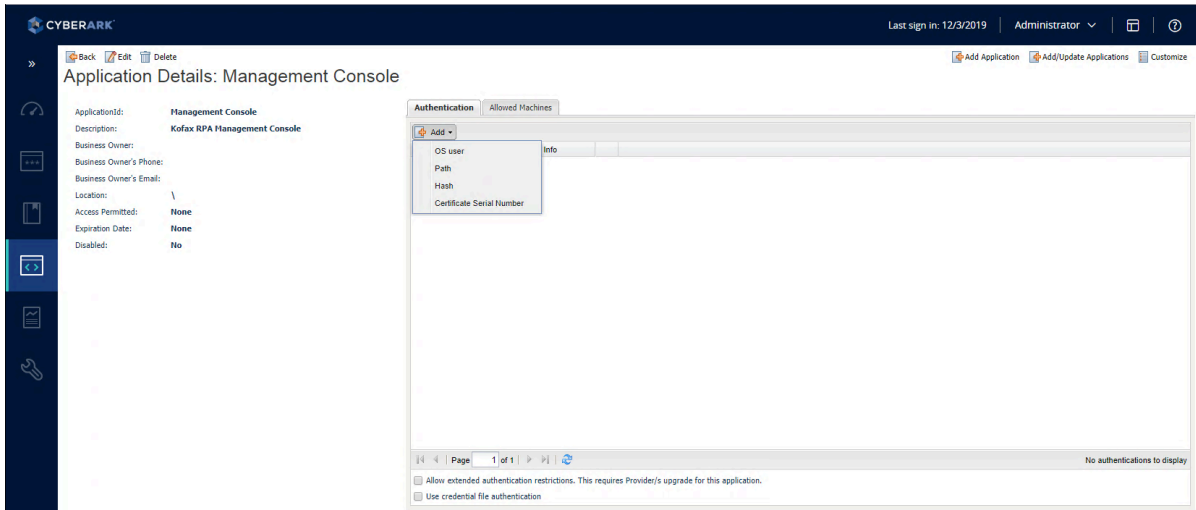 CYBERARK
Last sign in: 12/3/2019 Administrator
Back Edit Delete
Add Application Add/Update Applications Customize
Application Details: Management Console
ApplicationId: Management Console
Description: Kofax RPA Management Console
Business Owner:
Business Owner's Phone:
Business Owner's Email:
Location: \
Access Permitted: None
Expiration Date: None
Disabled: No
Authentication Allowed Machines
Add
Info
OS user
Path
Hash
Certificate Serial Number
Page 1 of 1
No authentications to display
Allow extended authentication restrictions. This requires Provider/s upgrade for this application.
Use credential file authentication